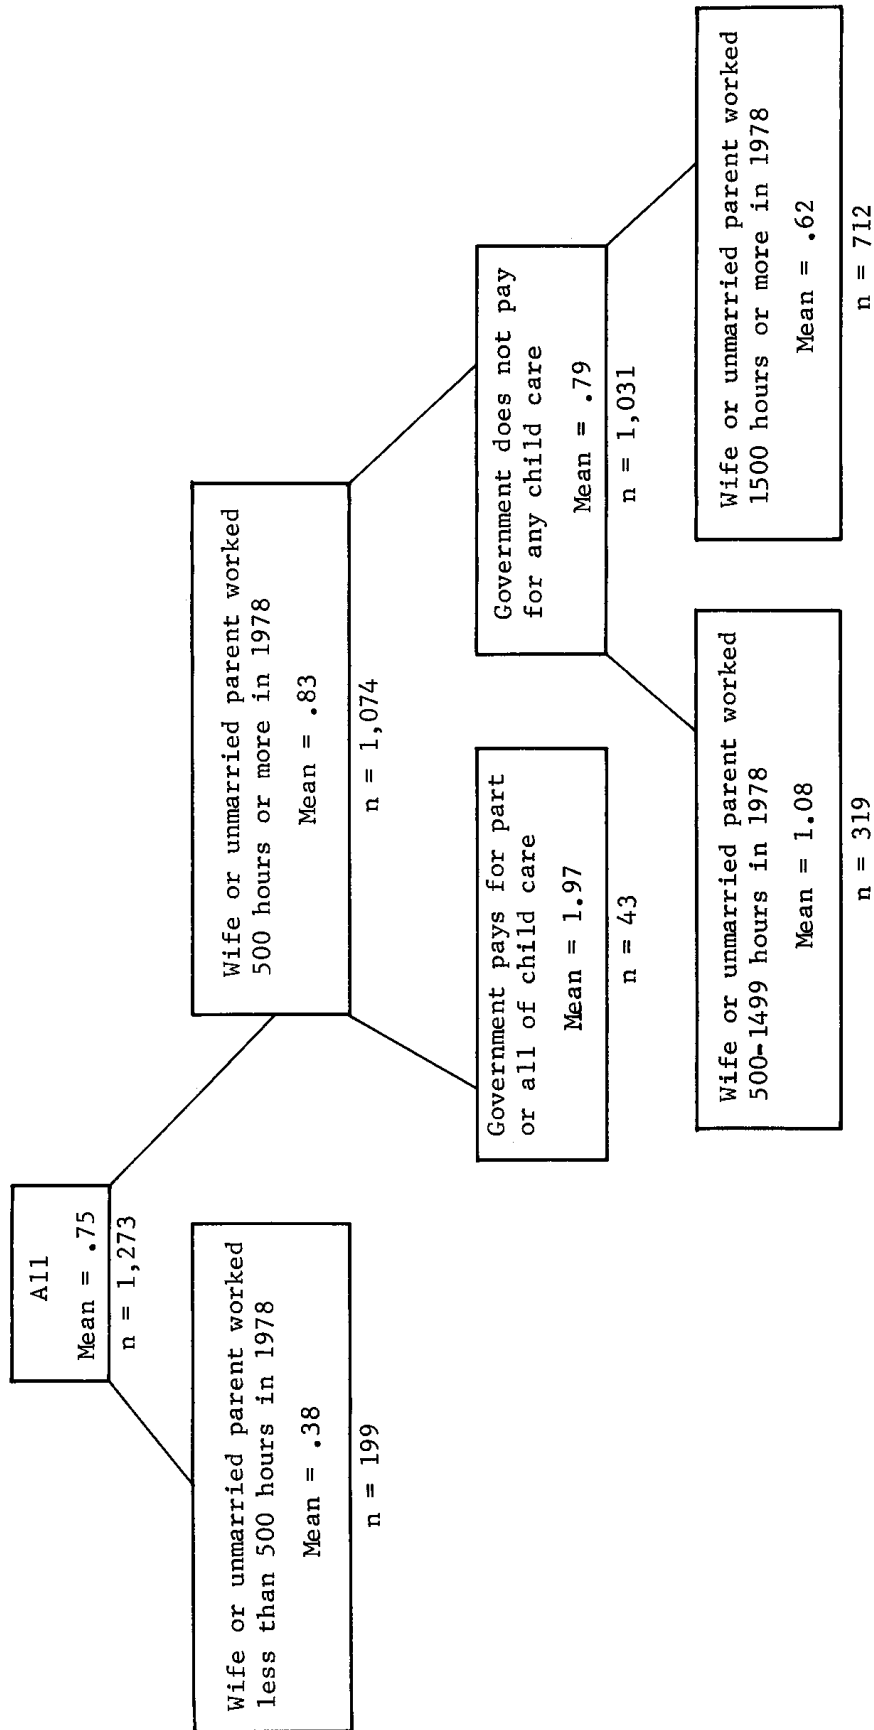 All
Mean = .75
n = 1,273
Wife or unmarried parent worked
less than 500 hours in 1978
Mean = .38
n = 199
Wife or unmarried parent worked
500 hours or more in 1978
Mean = .83
n = 1,074
Government pays for part
or all of child care
Mean = 1.97
n = 43
Government does not pay
for any child care
Mean = .79
n = 1,031
Wife or unmarried parent worked
500-1499 hours in 1978
Mean = 1.08
n = 319
Wife or unmarried parent worked
1500 hours or more in 1978
Mean = .62
n = 712